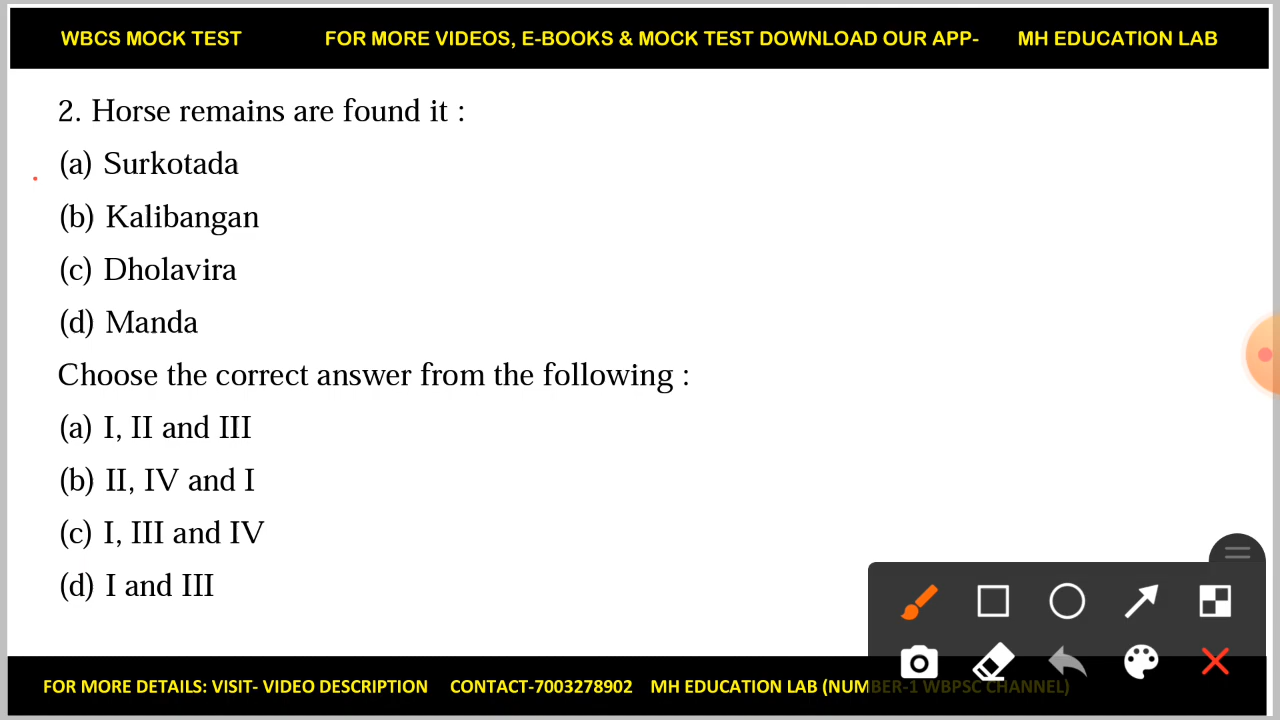 WBCS MOCK TEST FOR MORE VIDEOS, E-BOOKS & MOCK TEST DOWNLOAD OUR APP- MH EDUCATION LAB
2. Horse remains are found it :
(a) Surkotada
(b) Kalibangan
(c) Dholavira
(d) Manda
Choose the correct answer from the following :
(a) I, II and III
(b) II, IV and I
(c) I, III and IV
(d) I and III
FOR MORE DETAILS: VISIT- VIDEO DESCRIPTION CONTACT-7003278902 MH EDUCATION LAB (NUMBER-1 WBPSC CHANNEL)